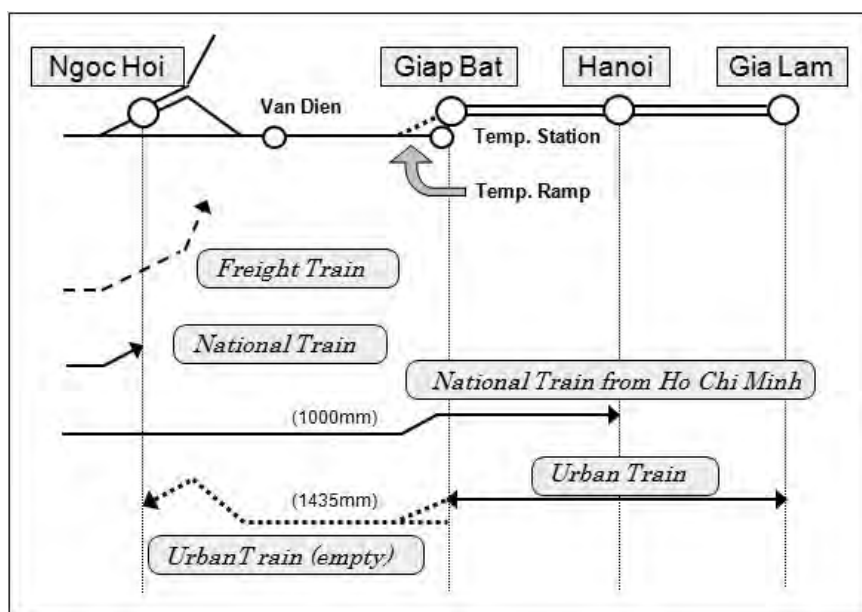 Ngoc Hoi
Giap Bat
Hanoi
Gia Lam
Van Dien
Temp. Station
Temp. Ramp
Freight Train
National Train
National Train from Ho Chi Minh
(1000mm)
Urban Train
(1435mm)
UrbanTrain (empty)